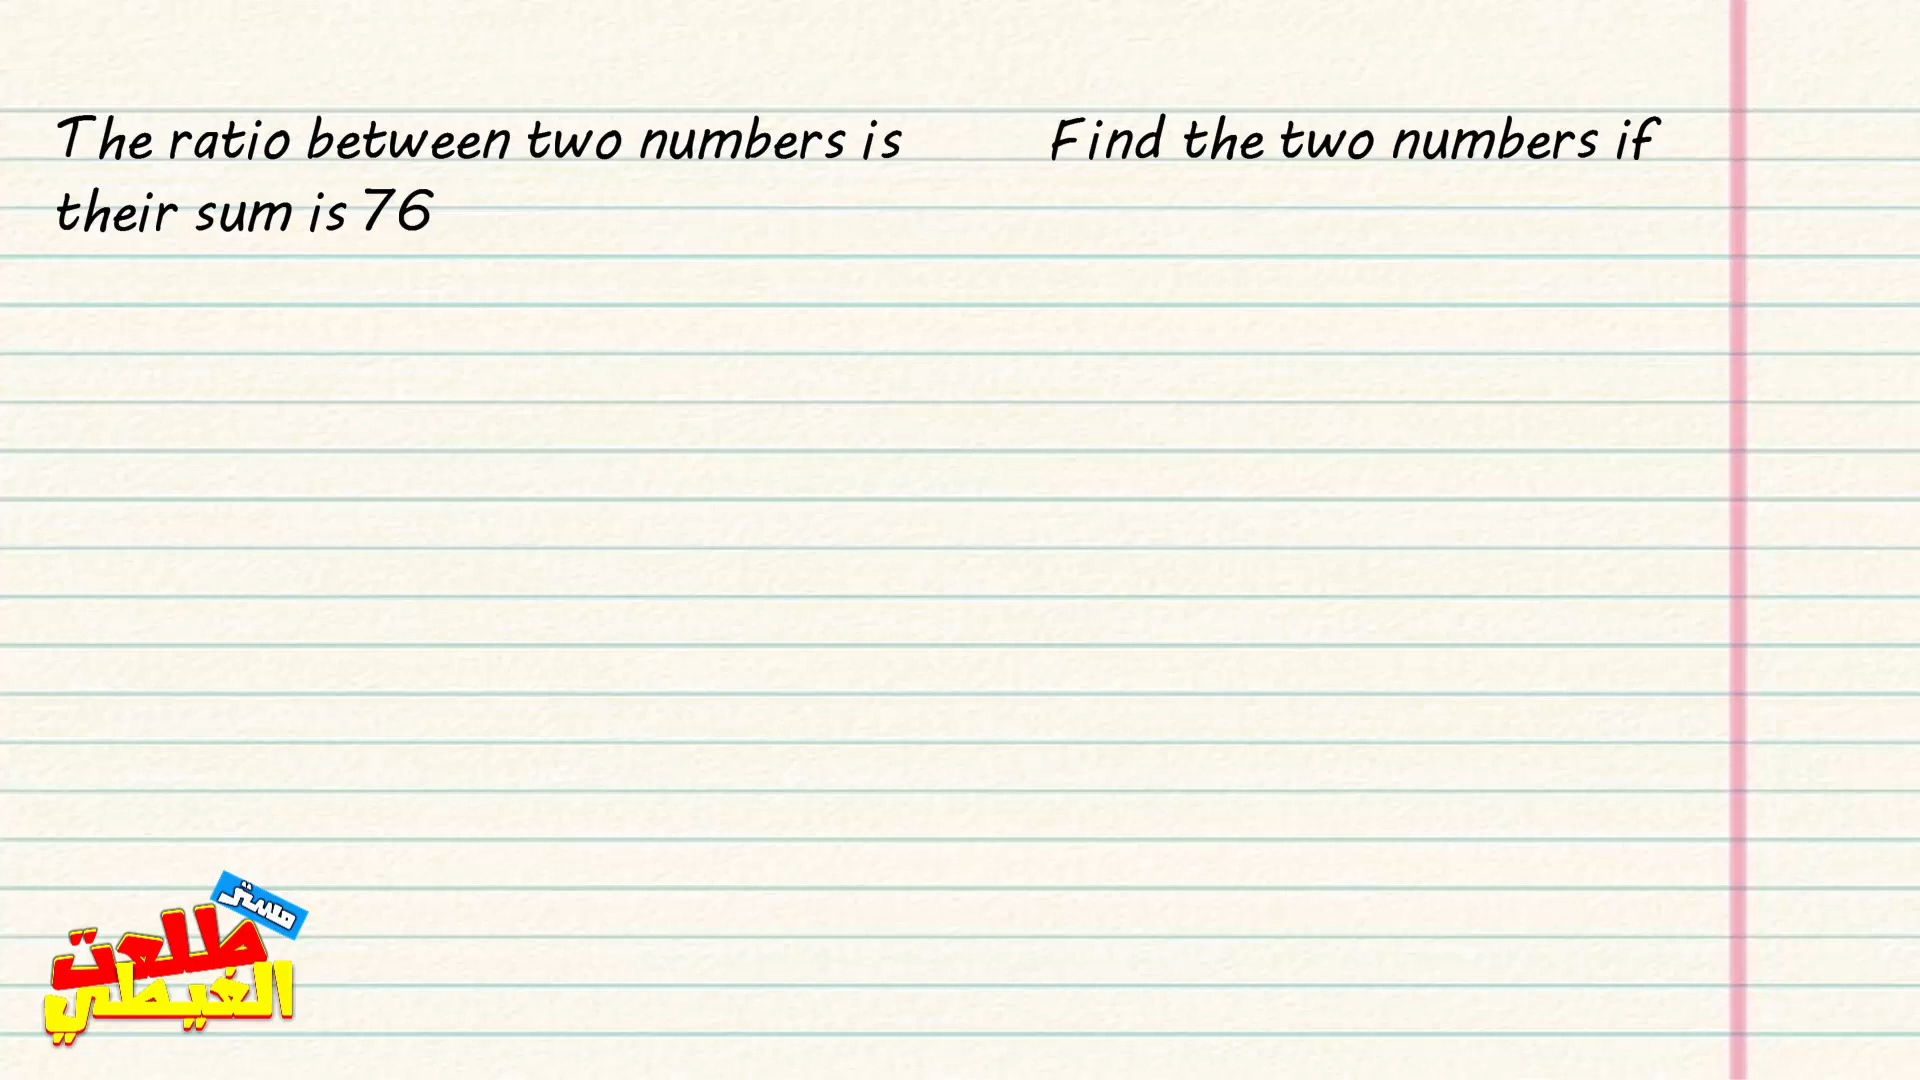 The ratio between two numbers is Find the two numbers if
their sum is 76
مستر
طلعت
الغيطي